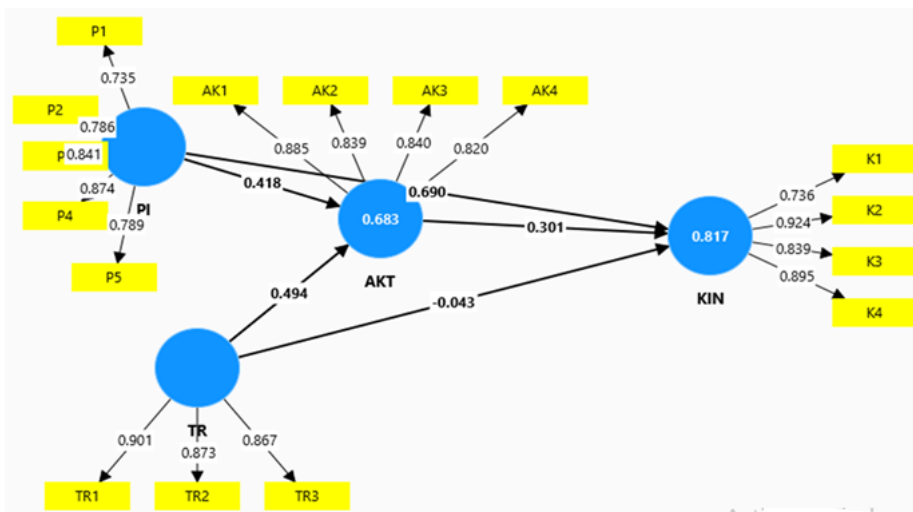 P1
0.735
AK1
AK2
AK3
AK4
P2
0.786
0.885
0.839
0.840
0.820
P
0.841
K1
0.874
0.418
0.690
0.736
P4
PI
0.789
0.683
0.301
0.817
0.924
K2
0.839
K3
P5
AKT
0.895
0.494
-0.043
KIN
K4
TR
0.901
0.873
0.867
TR1
TR2
TR3